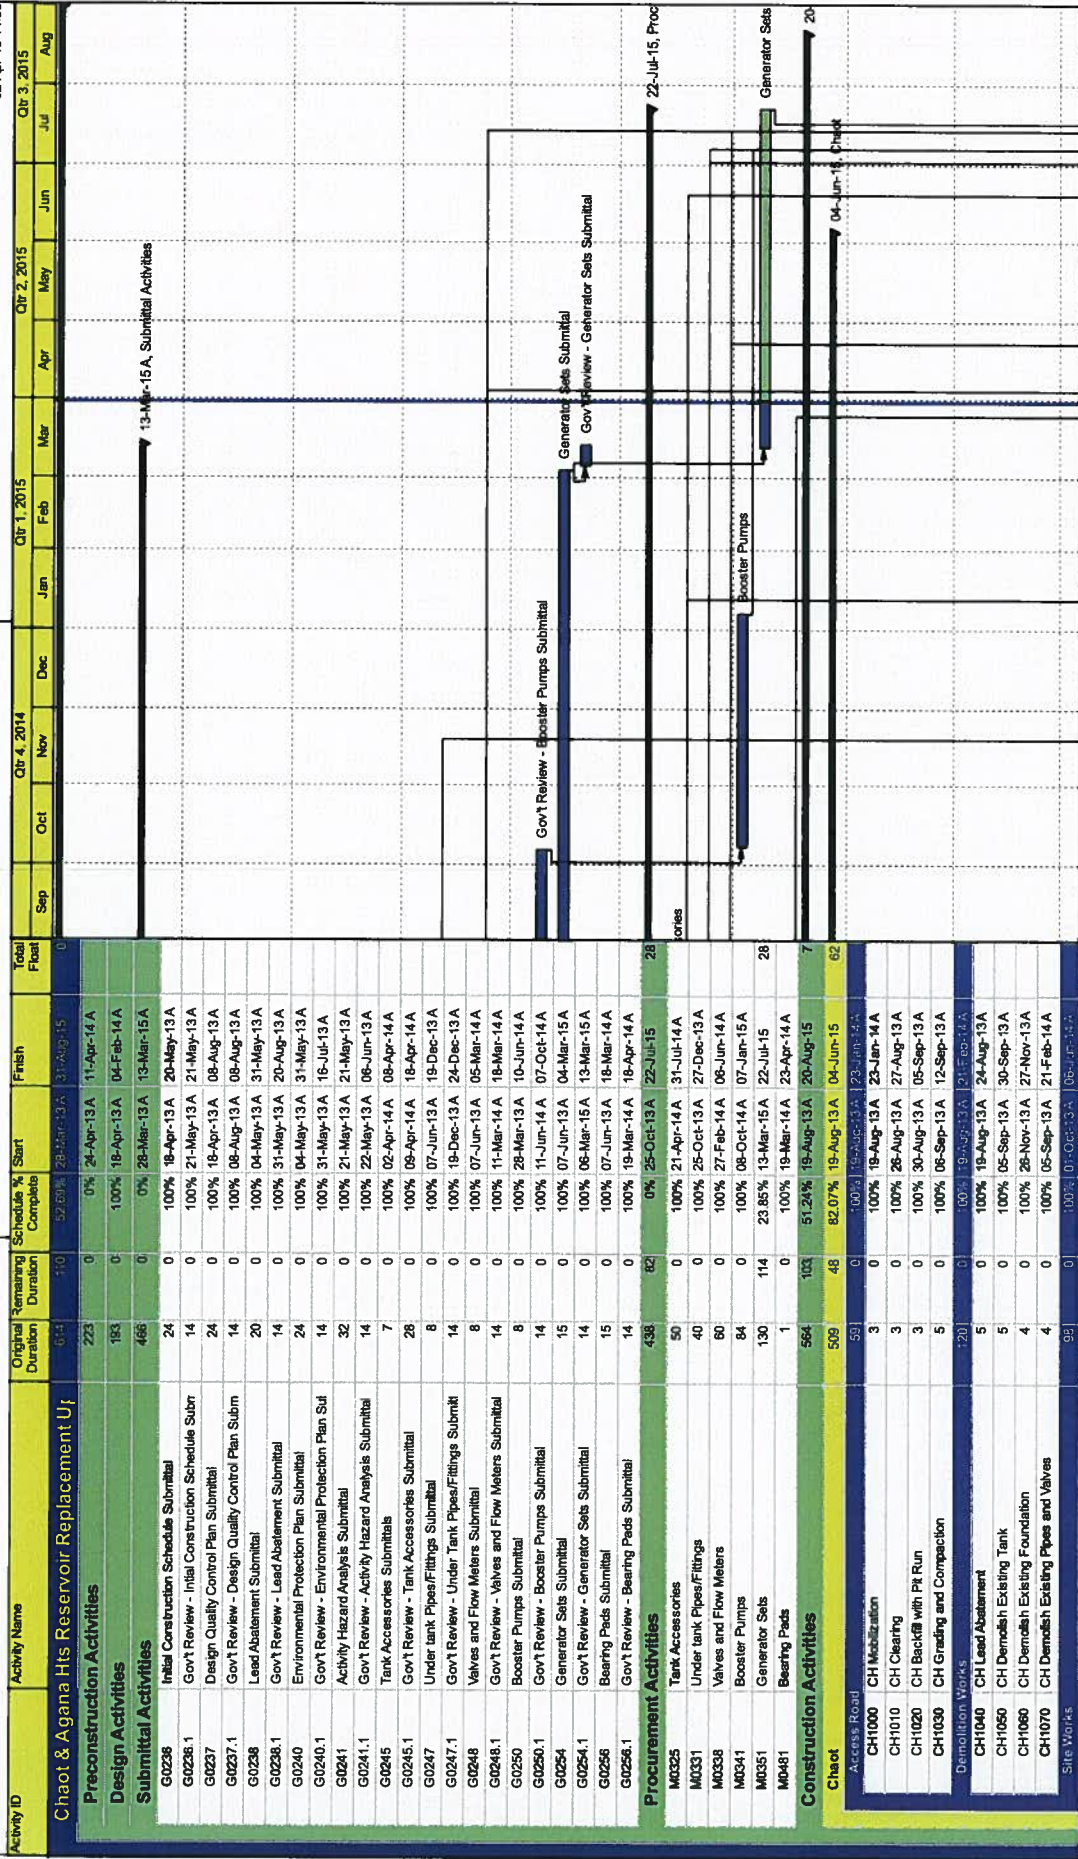 Activity ID Activity Name Original Duration Remaining Duration Schedule % Complete Start Finish Total Float
Qtr 4, 2014 Qtr 1, 2015 Qtr 2, 2015 Qtr 3, 2015
Sep Oct Nov Dec Jan Feb Mar Apr May Jun Jul Aug
Chaot & Agana Hts Reservoir Replacement Up 110 28-Mar-13 A 31-Aug-15 0
Preconstruction Activities 223 0 0% 24-Apr-13 A 11-Apr-14 A
Design Activities 193 0 100% 18-Apr-13 A 04-Feb-14 A
Submittal Activities 466 0 0% 28-Mar-13 A 13-Mar-15 A 13-Mar-15 A, Submittal Activities
G0236 Initial Construction Schedule Submittal 24 0 100% 18-Apr-13 A 20-May-13 A
G0236.1 Gov't Review - Intial Construction Schedule Subm 14 0 100% 21-May-13 A 21-May-13 A
G0237 Design Quality Control Plan Submittal 24 0 100% 18-Apr-13 A 08-Aug-13 A
G0237.1 Gov't Review - Design Quality Control Plan Subm 14 0 100% 08-Aug-13 A 08-Aug-13 A
G0238 Lead Abatement Submittal 20 0 100% 04-May-13 A 31-May-13 A
G0238.1 Gov't Review - Lead Abatement Submittal 14 0 100% 31-May-13 A 20-Aug-13 A
G0240 Environmental Protection Plan Submittal 24 0 100% 04-May-13 A 31-May-13 A
G0240.1 Gov't Review - Environmental Protection Plan Sul 14 0 100% 31-May-13 A 16-Jul-13 A
G0241 Activity Hazard Analysis Submittal 32 0 100% 21-May-13 A 21-May-13 A
G0241.1 Gov't Review - Activity Hazard Analysis Submittal 14 0 100% 22-May-13 A 06-Jun-13 A
G0245 Tank Accessories Submittals 7 0 100% 02-Apr-14 A 08-Apr-14 A
G0245.1 Gov't Review - Tank Accessories Submittal 28 0 100% 09-Apr-14 A 18-Apr-14 A
G0247 Under tank Pipes/Fittings Submittal 8 0 100% 07-Jun-13 A 19-Dec-13 A
G0247.1 Gov't Review - Under Tank Pipes/Fittings Submitt 14 0 100% 19-Dec-13 A 24-Dec-13 A
G0248 Valves and Flow Meters Submittal 8 0 100% 07-Jun-13 A 05-Mar-14 A
G0248.1 Gov't Review - Valves and Flow Meters Submittal 14 0 100% 11-Mar-14 A 18-Mar-14 A
G0250 Booster Pumps Submittal 8 0 100% 28-Mar-13 A 10-Jun-14 A
G0250.1 Gov't Review - Booster Pumps Submittal 14 0 100% 11-Jun-14 A 07-Oct-14 A Gov't Review - Booster Pumps Submittal
G0254 Generator Sets Submittal 15 0 100% 07-Jun-13 A 04-Mar-15 A Generator Sets Submittal
G0254.1 Gov't Review - Generator Sets Submittal 14 0 100% 06-Mar-15 A 13-Mar-15 A Gov't Review - Generator Sets Submittal
G0256 Bearing Pads Submittal 15 0 100% 07-Jun-13 A 18-Mar-14 A
G0256.1 Gov't Review - Bearing Pads Submittal 14 0 100% 19-Mar-14 A 18-Apr-14 A
Procurement Activities 438 82 0% 25-Oct-13 A 22-Jul-15 28 22-Jul-15, Proc
M0325 Tank Accessories 50 0 100% 21-Apr-14 A 31-Jul-14 A ories
M0331 Under tank Pipes/Fittings 40 0 100% 25-Oct-13 A 27-Dec-13 A
M0338 Valves and Flow Meters 60 0 100% 27-Feb-14 A 06-Jun-14 A
M0341 Booster Pumps 84 0 100% 08-Oct-14 A 07-Jan-15 A Booster Pumps
M0351 Generator Sets 130 114 23.85% 13-Mar-15 A 22-Jul-15 28 Generator Sets
M0481 Bearing Pads 1 0 100% 19-Mar-14 A 23-Apr-14 A
Construction Activities 564 103 51.24% 19-Aug-13 A 20-Aug-15 7 20-
Chaot 509 48 82.07% 19-Aug-13 A 04-Jun-15 62 04-Jun-15, Chaot
Access Road 59 0 100% 19-Aug-13 A 23-Jan-14 A
CH1000 CH Mobilization 3 0 100% 19-Aug-13 A 23-Jan-14 A
CH1010 CH Clearing 3 0 100% 26-Aug-13 A 27-Aug-13 A
CH1020 CH Backfill with Pit Run 3 0 100% 30-Aug-13 A 05-Sep-13 A
CH1030 CH Grading and Compaction 5 0 100% 06-Sep-13 A 12-Sep-13 A
Demolition Works 120 0 100% 19-Aug-13 A 21-Feb-14 A
CH1040 CH Lead Abatement 5 0 100% 19-Aug-13 A 24-Aug-13 A
CH1050 CH Demolish Existing Tank 5 0 100% 05-Sep-13 A 30-Sep-13 A
CH1060 CH Demolish Existing Foundation 4 0 100% 26-Nov-13 A 27-Nov-13 A
CH1070 CH Demolish Existing Pipes and Valves 4 0 100% 05-Sep-13 A 21-Feb-14 A
Site Works 98 0 100% 01-Oct-13 A 06-Jun-14 A